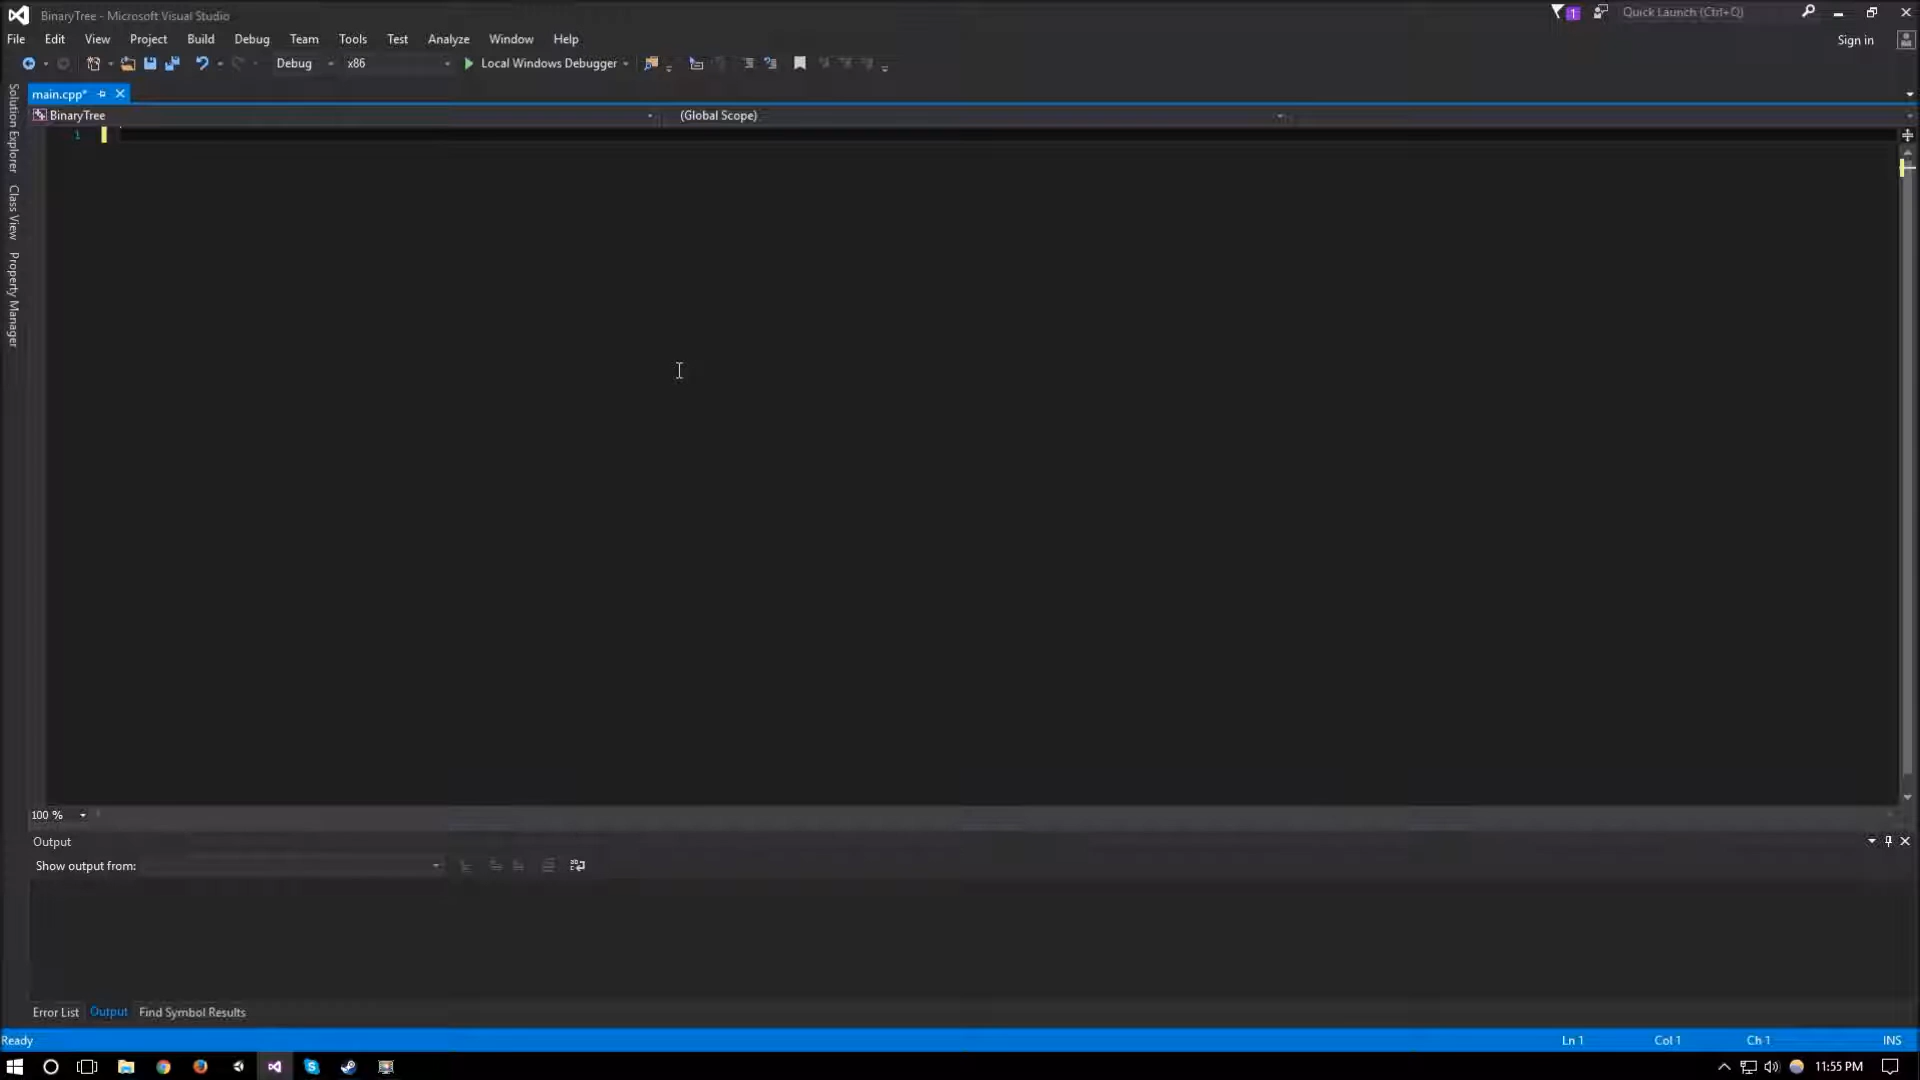 BinaryTree - Microsoft Visual Studio
1
Quick Launch (Ctrl+Q)
File Edit View Project Build Debug Team Tools Test Analyze Window Help
Sign in
Debug x86 Local Windows Debugger
main.cpp*
BinaryTree (Global Scope)
1
Solution Explorer
Class View
Property Manager
100 %
Output
Show output from:
Error List Output Find Symbol Results
Ready Ln 1 Col 1 Ch 1 INS
11:55 PM